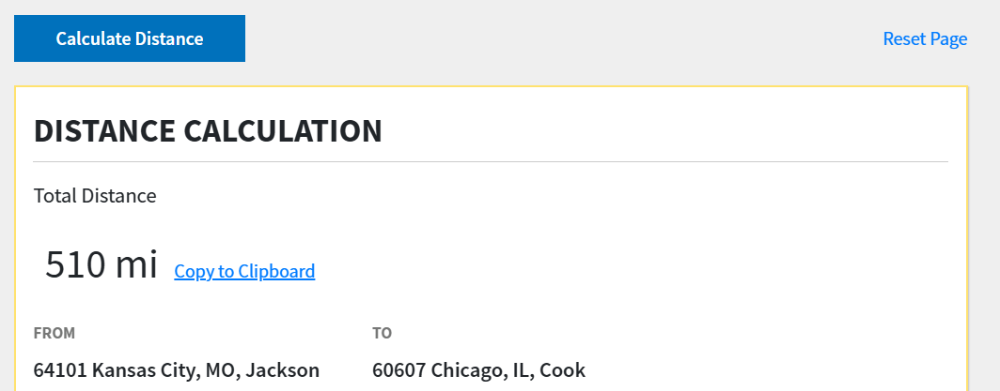 Calculate Distance
Reset Page
DISTANCE CALCULATION
Total Distance
510 mi Copy to Clipboard
FROM
TO
64101 Kansas City, MO, Jackson
60607 Chicago, IL, Cook